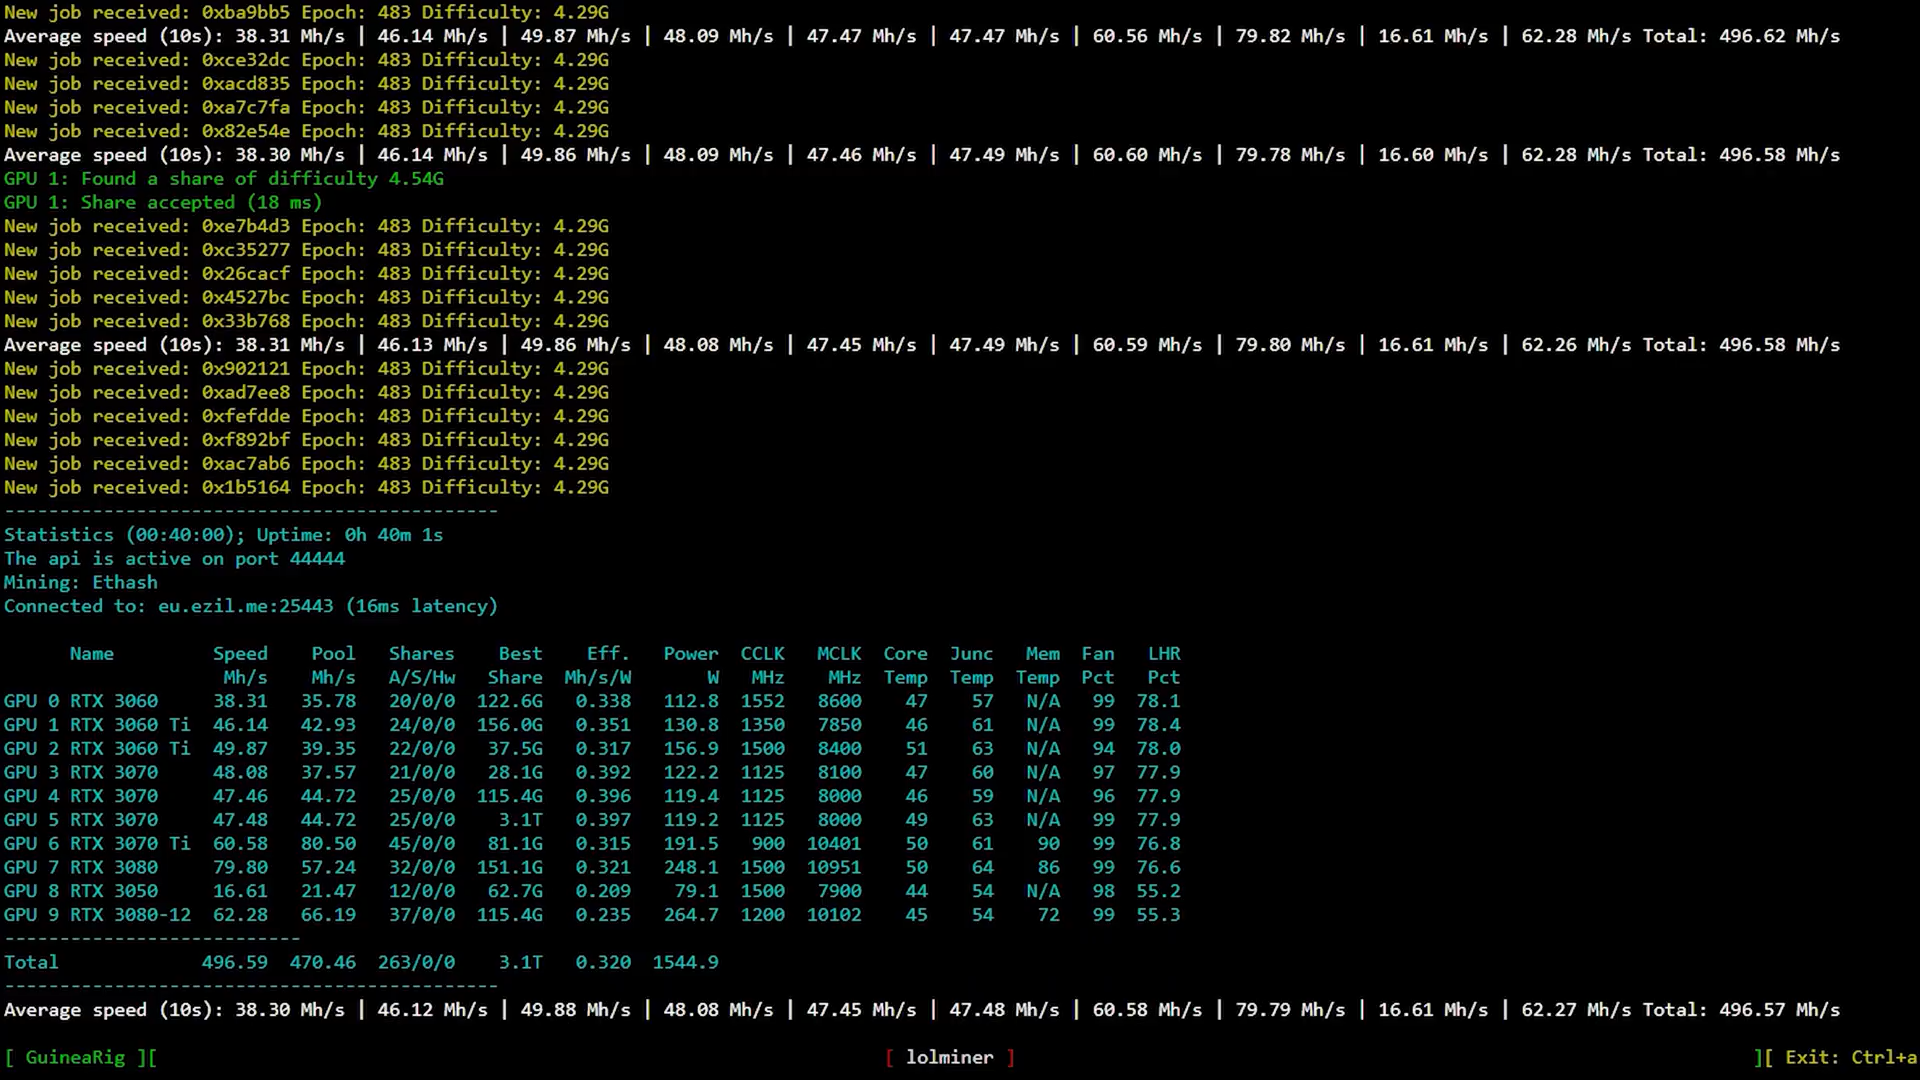 New job received: 0xba9bb5 Epoch: 483 Difficulty: 4.29G
Average speed (10s): 38.31 Mh/s | 46.14 Mh/s | 49.87 Mh/s | 48.09 Mh/s | 47.47 Mh/s | 47.47 Mh/s | 60.56 Mh/s | 79.82 Mh/s | 16.61 Mh/s | 62.28 Mh/s Total: 496.62 Mh/s
New job received: 0xce32dc Epoch: 483 Difficulty: 4.29G
New job received: 0xacd835 Epoch: 483 Difficulty: 4.29G
New job received: 0xa7c7fa Epoch: 483 Difficulty: 4.29G
New job received: 0x82e54e Epoch: 483 Difficulty: 4.29G
Average speed (10s): 38.30 Mh/s | 46.14 Mh/s | 49.86 Mh/s | 48.09 Mh/s | 47.46 Mh/s | 47.49 Mh/s | 60.60 Mh/s | 79.78 Mh/s | 16.60 Mh/s | 62.28 Mh/s Total: 496.58 Mh/s
GPU 1: Found a share of difficulty 4.54G
GPU 1: Share accepted (18 ms)
New job received: 0xe7b4d3 Epoch: 483 Difficulty: 4.29G
New job received: 0xc35277 Epoch: 483 Difficulty: 4.29G
New job received: 0x26cacf Epoch: 483 Difficulty: 4.29G
New job received: 0x4527bc Epoch: 483 Difficulty: 4.29G
New job received: 0x33b768 Epoch: 483 Difficulty: 4.29G
Average speed (10s): 38.31 Mh/s | 46.13 Mh/s | 49.86 Mh/s | 48.08 Mh/s | 47.45 Mh/s | 47.49 Mh/s | 60.59 Mh/s | 79.80 Mh/s | 16.61 Mh/s | 62.26 Mh/s Total: 496.58 Mh/s
New job received: 0x902121 Epoch: 483 Difficulty: 4.29G
New job received: 0xad7ee8 Epoch: 483 Difficulty: 4.29G
New job received: 0xfefdde Epoch: 483 Difficulty: 4.29G
New job received: 0xf892bf Epoch: 483 Difficulty: 4.29G
New job received: 0xac7ab6 Epoch: 483 Difficulty: 4.29G
New job received: 0x1b5164 Epoch: 483 Difficulty: 4.29G
---------------------------------------------
Statistics (00:40:00); Uptime: 0h 40m 1s
The api is active on port 44444
Mining: Ethash
Connected to: eu.ezil.me:25443 (16ms latency)
Name Speed Pool Shares Best Eff. Power CCLK MCLK Core Junc Mem Fan LHR
Mh/s Mh/s A/S/Hw Share Mh/s/W W MHz MHz Temp Temp Temp Pct Pct
GPU 0 RTX 3060 38.31 35.78 20/0/0 122.6G 0.338 112.8 1552 8600 47 57 N/A 99 78.1
GPU 1 RTX 3060 Ti 46.14 42.93 24/0/0 156.0G 0.351 130.8 1350 7850 46 61 N/A 99 78.4
GPU 2 RTX 3060 Ti 49.87 39.35 22/0/0 37.5G 0.317 156.9 1500 8400 51 63 N/A 94 78.0
GPU 3 RTX 3070 48.08 37.57 21/0/0 28.1G 0.392 122.2 1125 8100 47 60 N/A 97 77.9
GPU 4 RTX 3070 47.46 44.72 25/0/0 115.4G 0.396 119.4 1125 8000 46 59 N/A 96 77.9
GPU 5 RTX 3070 47.48 44.72 25/0/0 3.1T 0.397 119.2 1125 8000 49 63 N/A 99 77.9
GPU 6 RTX 3070 Ti 60.58 80.50 45/0/0 81.1G 0.315 191.5 900 10401 50 61 90 99 76.8
GPU 7 RTX 3080 79.80 57.24 32/0/0 151.1G 0.321 248.1 1500 10951 50 64 86 99 76.6
GPU 8 RTX 3050 16.61 21.47 12/0/0 62.7G 0.209 79.1 1500 7900 44 54 N/A 98 55.2
GPU 9 RTX 3080-12 62.28 66.19 37/0/0 115.4G 0.235 264.7 1200 10102 45 54 72 99 55.3
---------------------------
Total 496.59 470.46 263/0/0 3.1T 0.320 1544.9
---------------------------------------------
Average speed (10s): 38.30 Mh/s | 46.12 Mh/s | 49.88 Mh/s | 48.08 Mh/s | 47.45 Mh/s | 47.48 Mh/s | 60.58 Mh/s | 79.79 Mh/s | 16.61 Mh/s | 62.27 Mh/s Total: 496.57 Mh/s
[ GuineaRig ][ [ lolminer ] ][ Exit: Ctrl+a